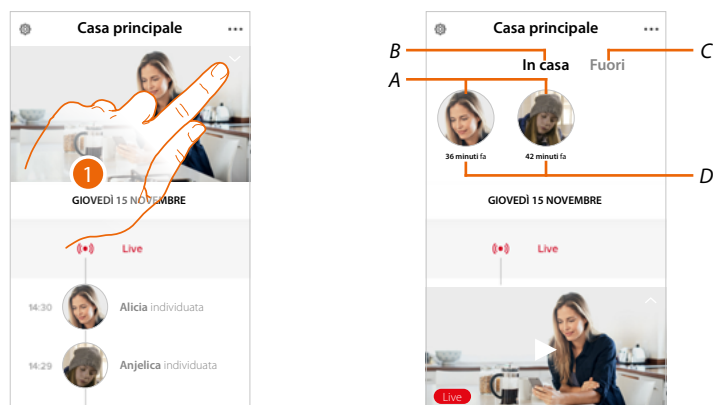 Casa principale
1
GIOVEDÌ 15 NOVEMBRE
Live
14:30 Alicia individuata
14:29 Anjelica individuata
Casa principale
B
C
In casa Fuori
A
36 minuti fa 42 minuti fa
D
GIOVEDÌ 15 NOVEMBRE
Live
Live